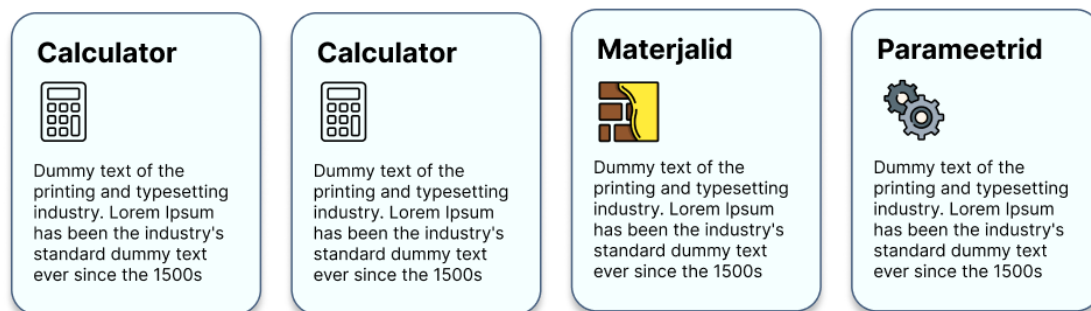 Calculator
Dummy text of the
printing and typesetting
industry. Lorem Ipsum
has been the industry's
standard dummy text
ever since the 1500s
Calculator
Dummy text of the
printing and typesetting
industry. Lorem Ipsum
has been the industry's
standard dummy text
ever since the 1500s
Materjalid
Dummy text of the
printing and typesetting
industry. Lorem Ipsum
has been the industry's
standard dummy text
ever since the 1500s
Parameetrid
Dummy text of the
printing and typesetting
industry. Lorem Ipsum
has been the industry's
standard dummy text
ever since the 1500s